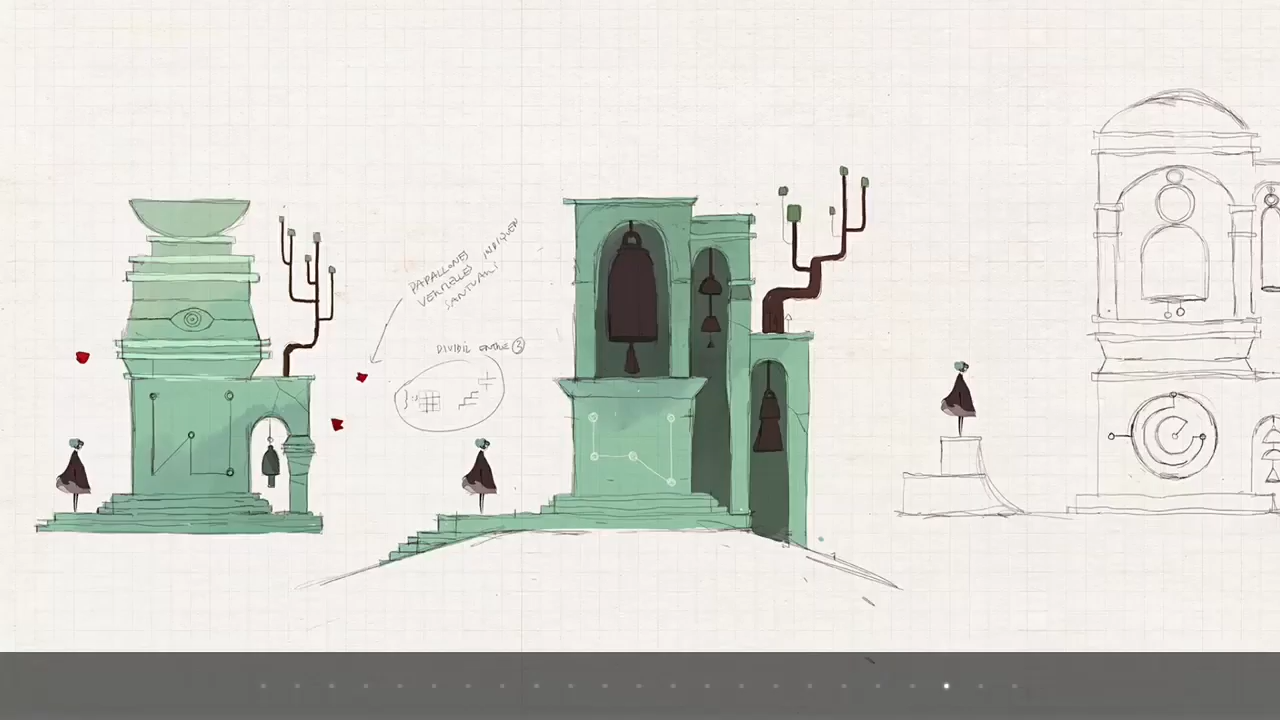 PAPALLONES INDIQUEN
VERMELLES
SANTUARI
DIVIDIR ENTRE 3